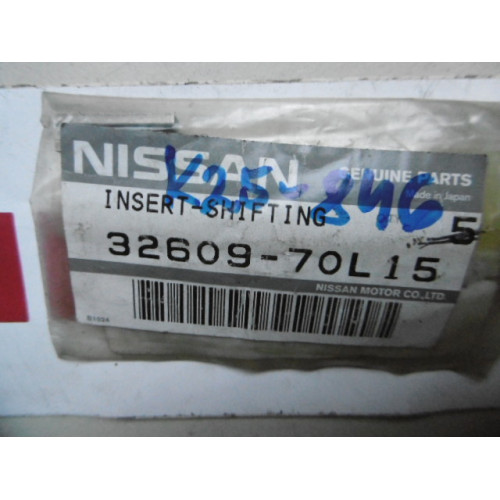 NISSAN
GENUINE PARTS
Made in Japan
K25-846
INSERT-SHIFTING
5
32609-70L15
NISSAN MOTOR CO.,LTD.